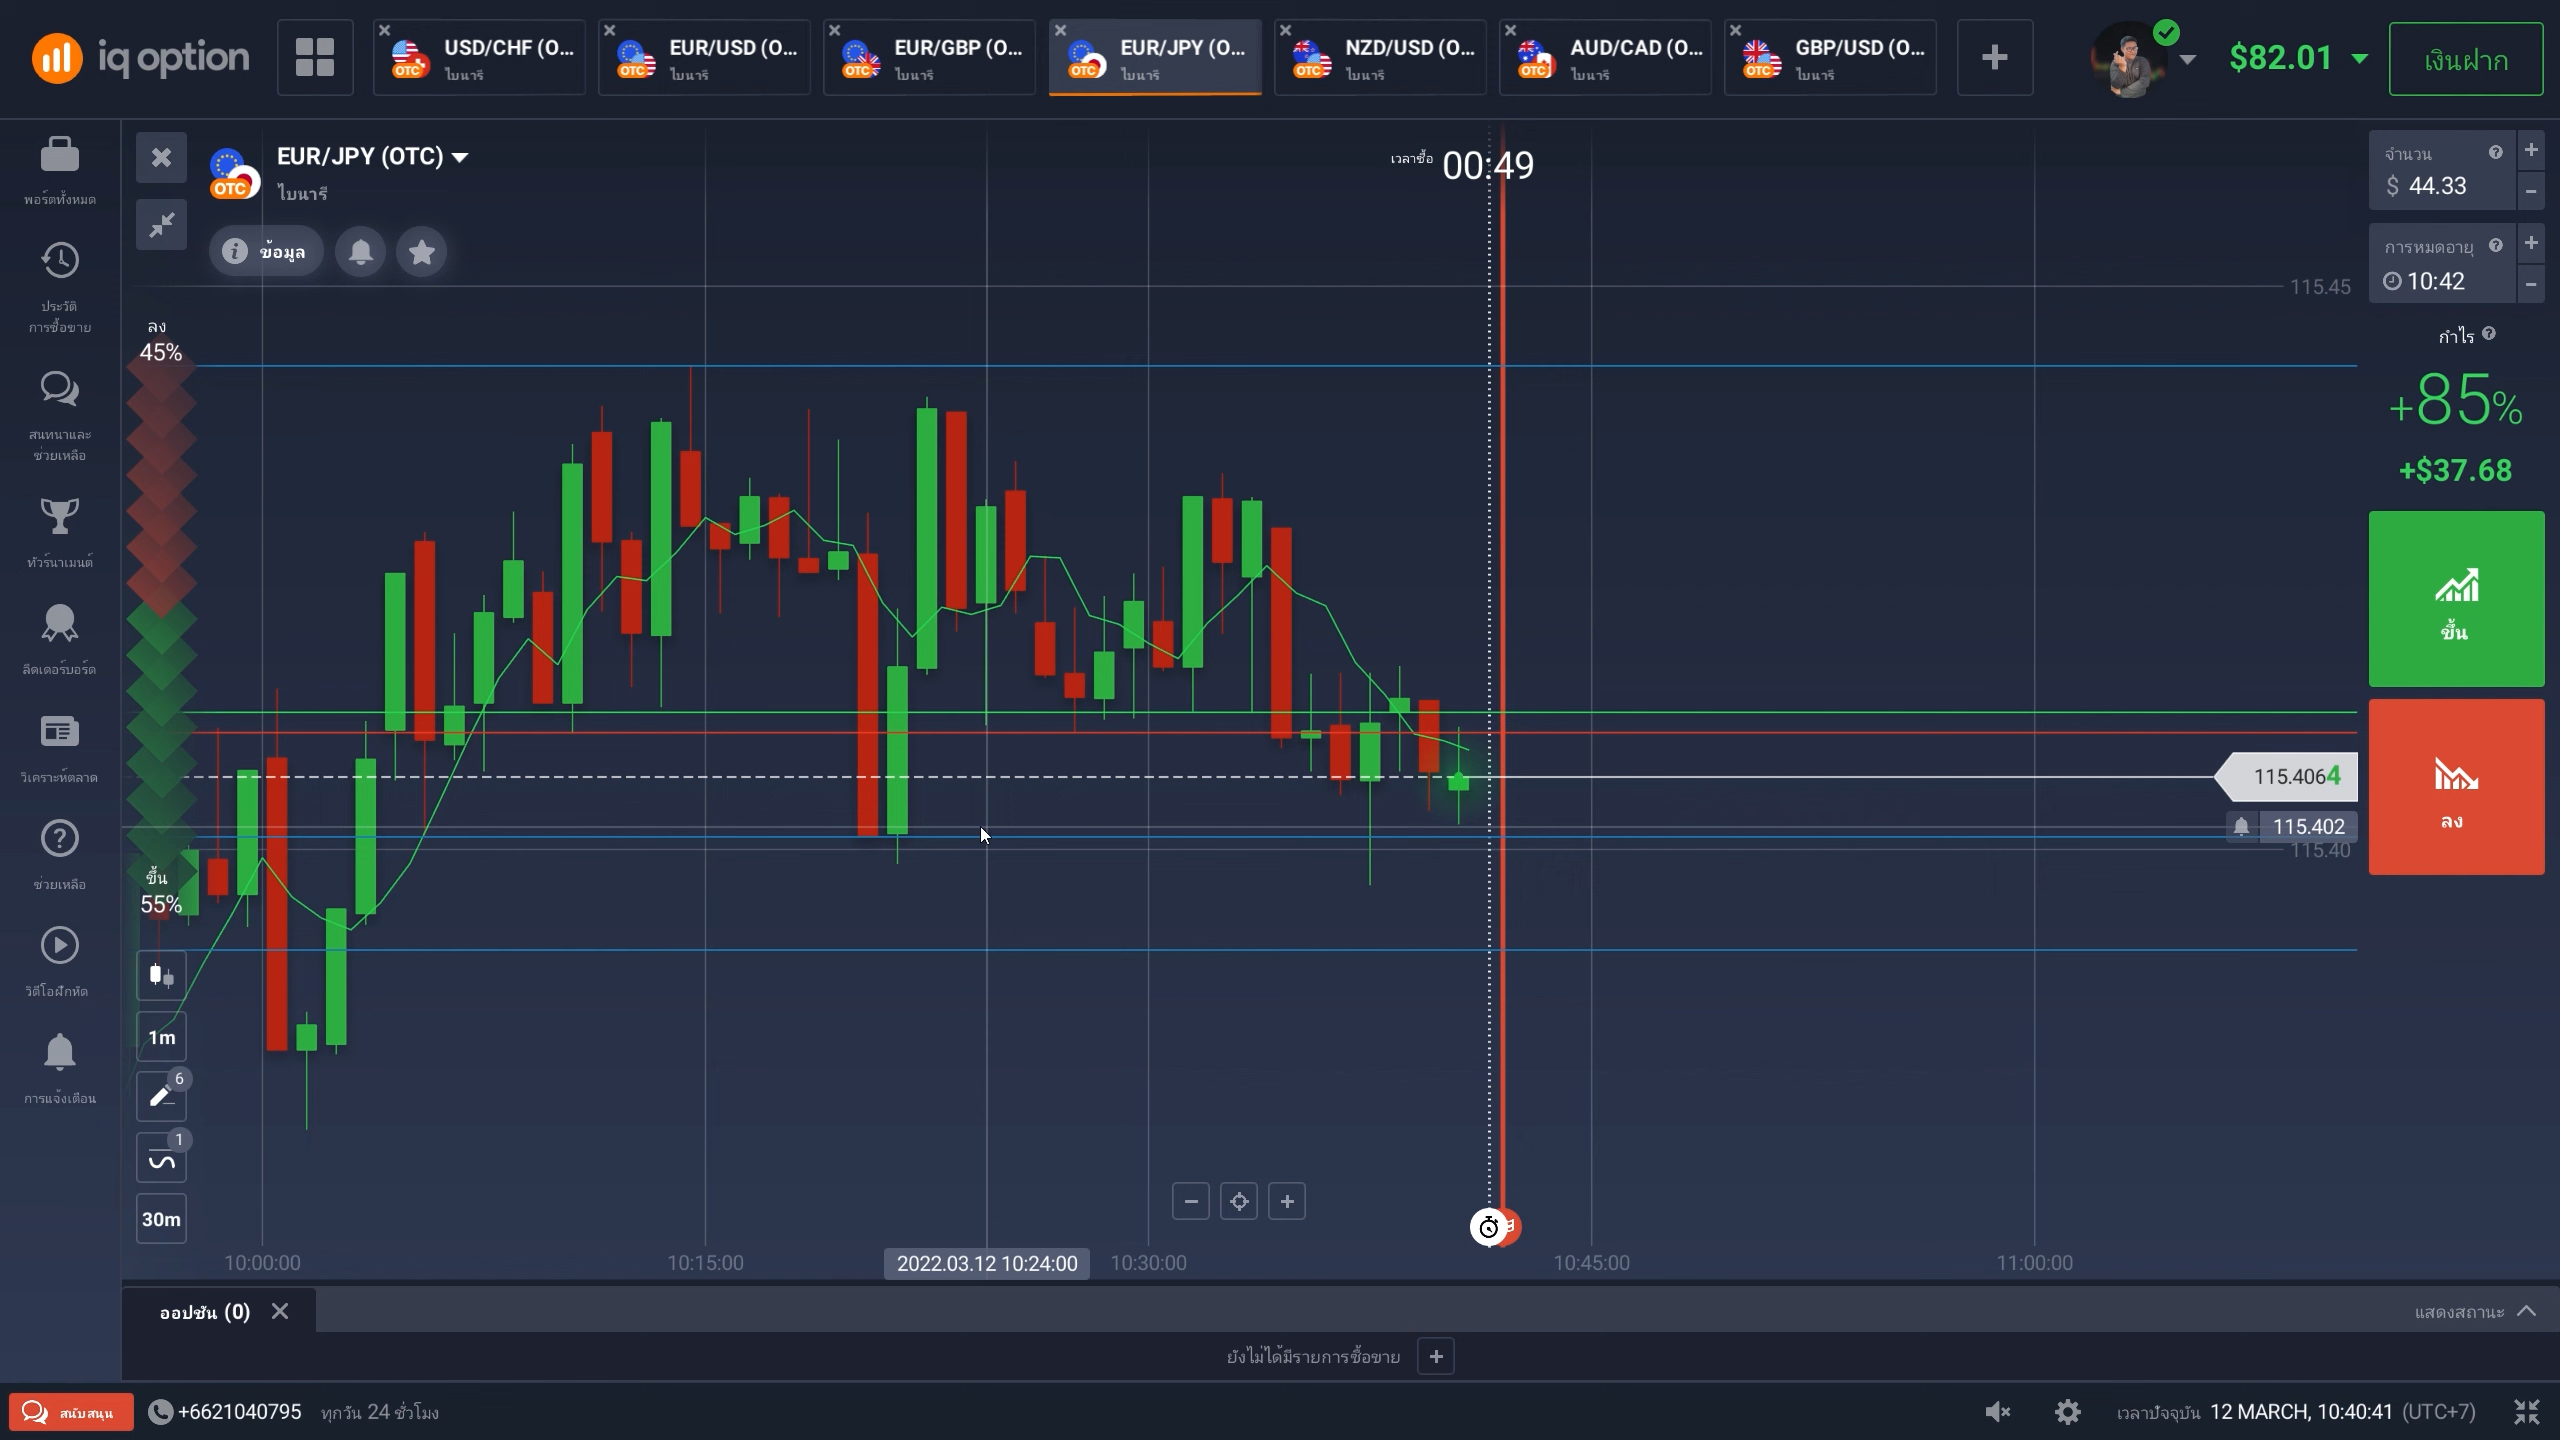 iq option
USD/CHF (O...
ไบนารี
OTC
EUR/USD (O...
ไบนารี
OTC
EUR/GBP (O...
ไบนารี
OTC
EUR/JPY (O...
ไบนารี
OTC
NZD/USD (O...
ไบนารี
OTC
AUD/CAD (O...
ไบนารี
OTC
GBP/USD (O...
ไบนารี
OTC
$82.01
เงินฝาก
พอร์ตทั้งหมด
ประวัติ
การซื้อขาย
สนทนาและ
ช่วยเหลือ
ทัวร์นาเมนต์
ลีดเดอร์บอร์ด
วิเคราะห์ตลาด
ช่วยเหลือ
วิดีโอฝึกหัด
การแจ้งเตือน
EUR/JPY (OTC)
ไบนารี
OTC
ข้อมูล
เวลาซื้อ 00:49
ลง
45%
ขึ้น
55%
1m
6
1
30m
115.45
115.4064
115.402
115.40
10:00:00
10:15:00
2022.03.12 10:24:00
10:30:00
10:45:00
11:00:00
จำนวน
$ 44.33
การหมดอายุ
10:42
กำไร
+85%
+$37.68
ขึ้น
ลง
ออปชัน (0)
แสดงสถานะ
ยังไม่ได้มีรายการซื้อขาย
สนับสนุน
+6621040795 ทุกวัน 24 ชั่วโมง
เวลาปัจจุบัน 12 MARCH, 10:40:41 (UTC+7)